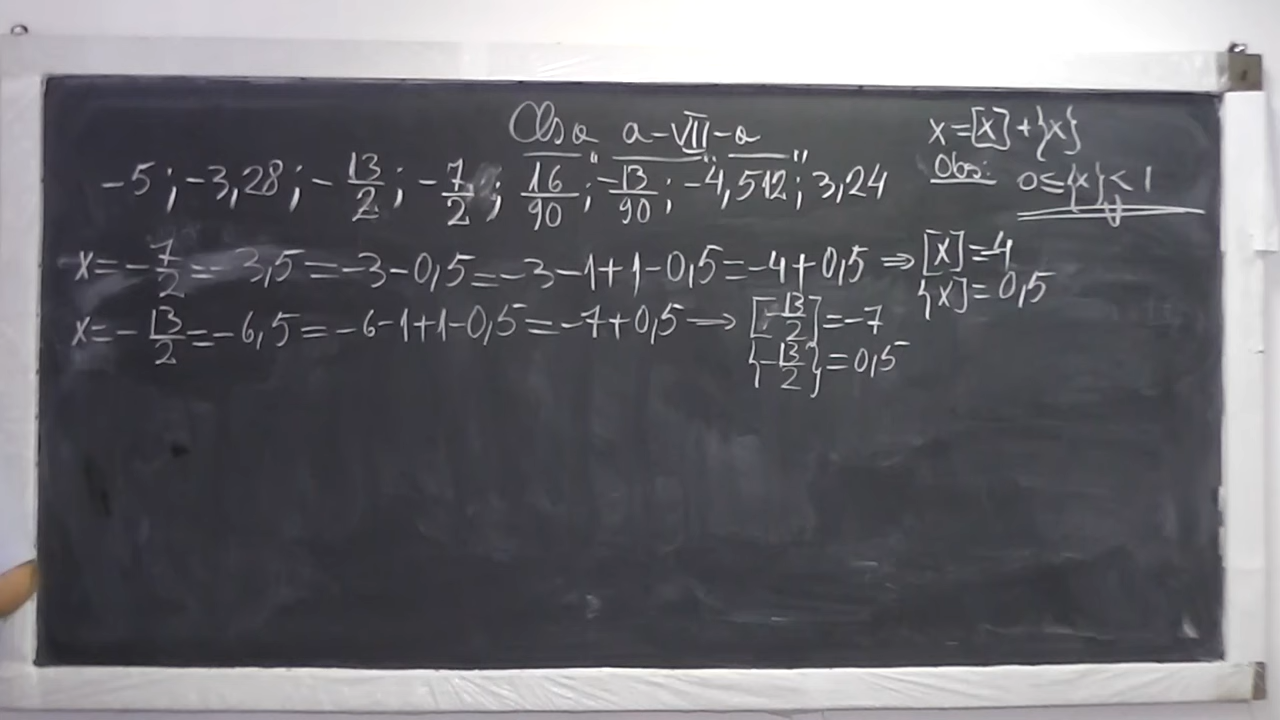 Clsa a-VII-a
x=[x]+{x}
-5; -3,28; -13/2; -7/2; 16/90; -13/90; -4,512; 3,24
Obs: 0≤{x}<1
x=-7/2=-3,5=-3-0,5=-3-1+1-0,5=-4+0,5⇒[x]=-4
{x}=0,5
x=-13/2=-6,5=-6-1+1-0,5=-7+0,5→[-13/2]=-7
{-13/2}=0,5